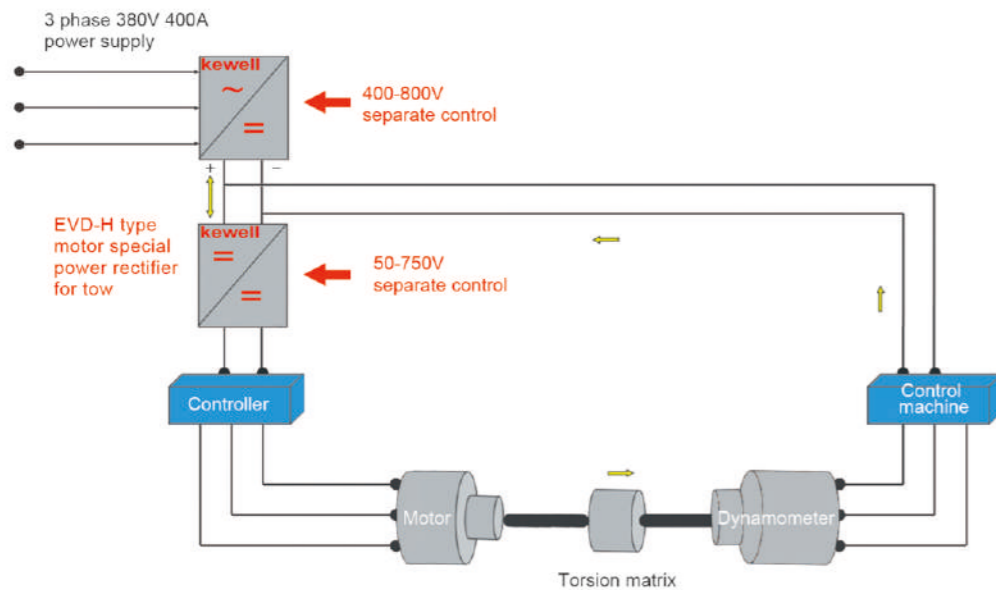 3 phase 380V 400A
power supply
kewell
~
=
400-800V
separate control
+
−
EVD-H type
motor special
power rectifier
for tow
kewell
=
=
50-750V
separate control
Controller
Control
machine
Motor
Dynamometer
Torsion matrix